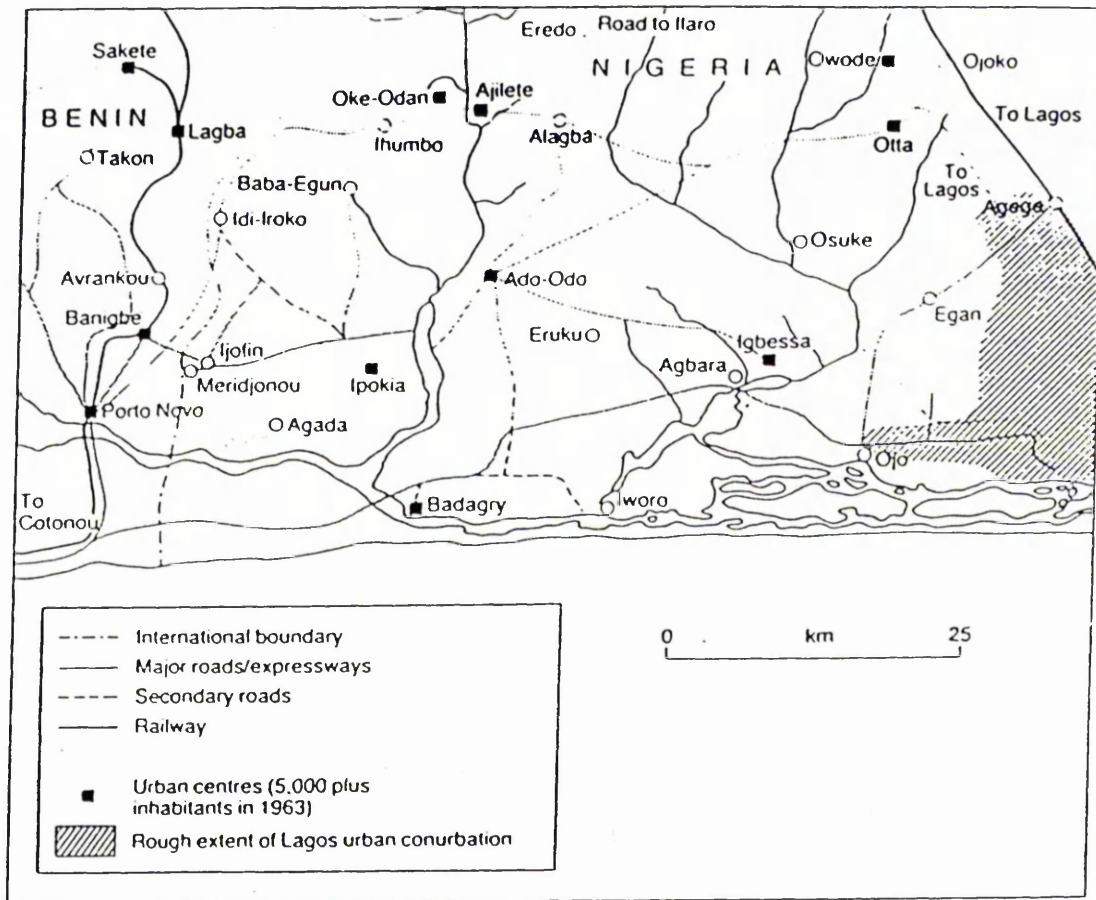 Eredo
Road to Ilaro
Sakete
NIGERIA
Owode
Ojoko
Oke-Odan
Ajilete
BENIN
Lagba
Ihumbo
Alagba
To Lagos
Otta
Takon
To
Lagos
Baba-Egun
Agege
Idi-Iroko
Osuke
Avrankou
Ado-Odo
Egan
Banigbe
Eruku
Igbessa
Ijofin
Meridjonou
Ipokia
Agbara
Porto Novo
Agada
Ojo
To
Cotonou
Badagry
Iworo
International boundary
Major roads/expressways
Secondary roads
Railway
Urban centres (5.000 plus
inhabitants in 1963)
Rough extent of Lagos urban conurbation
0 km 25